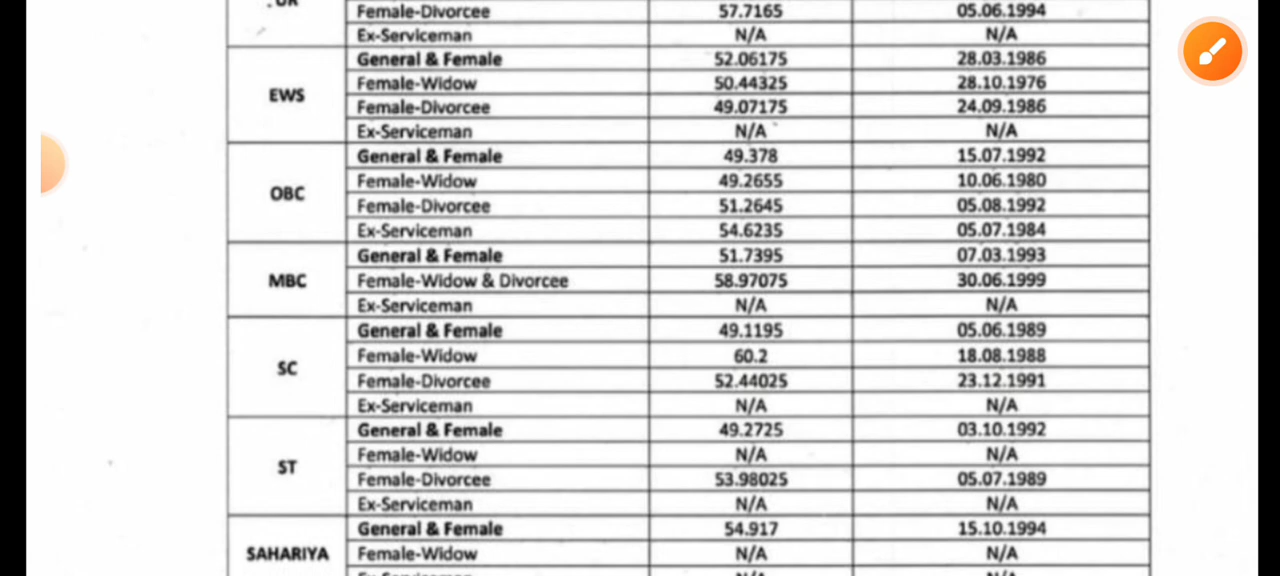 Female-Divorcee 57.7165 05.06.1994
Ex-Serviceman N/A N/A
EWS
General & Female 52.06175 28.03.1986
Female-Widow 50.44325 28.10.1976
Female-Divorcee 49.07175 24.09.1986
Ex-Serviceman N/A N/A
OBC
General & Female 49.378 15.07.1992
Female-Widow 49.2655 10.06.1980
Female-Divorcee 51.2645 05.08.1992
Ex-Serviceman 54.6235 05.07.1984
MBC
General & Female 51.7395 07.03.1993
Female-Widow & Divorcee 58.97075 30.06.1999
Ex-Serviceman N/A N/A
SC
General & Female 49.1195 05.06.1989
Female-Widow 60.2 18.08.1988
Female-Divorcee 52.44025 23.12.1991
Ex-Serviceman N/A N/A
ST
General & Female 49.2725 03.10.1992
Female-Widow N/A N/A
Female-Divorcee 53.98025 05.07.1989
Ex-Serviceman N/A N/A
SAHARIYA
General & Female 54.917 15.10.1994
Female-Widow N/A N/A